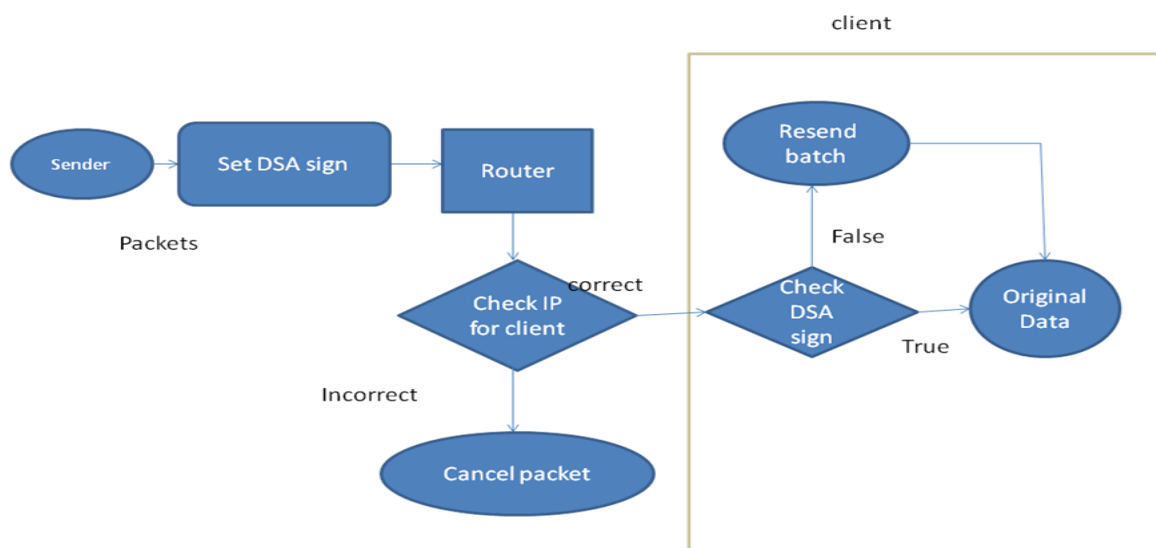 client
Sender
Set DSA sign
Router
Resend
batch
Packets
False
correct
Check IP
for client
Check
DSA
sign
Original
Data
True
Incorrect
Cancel packet